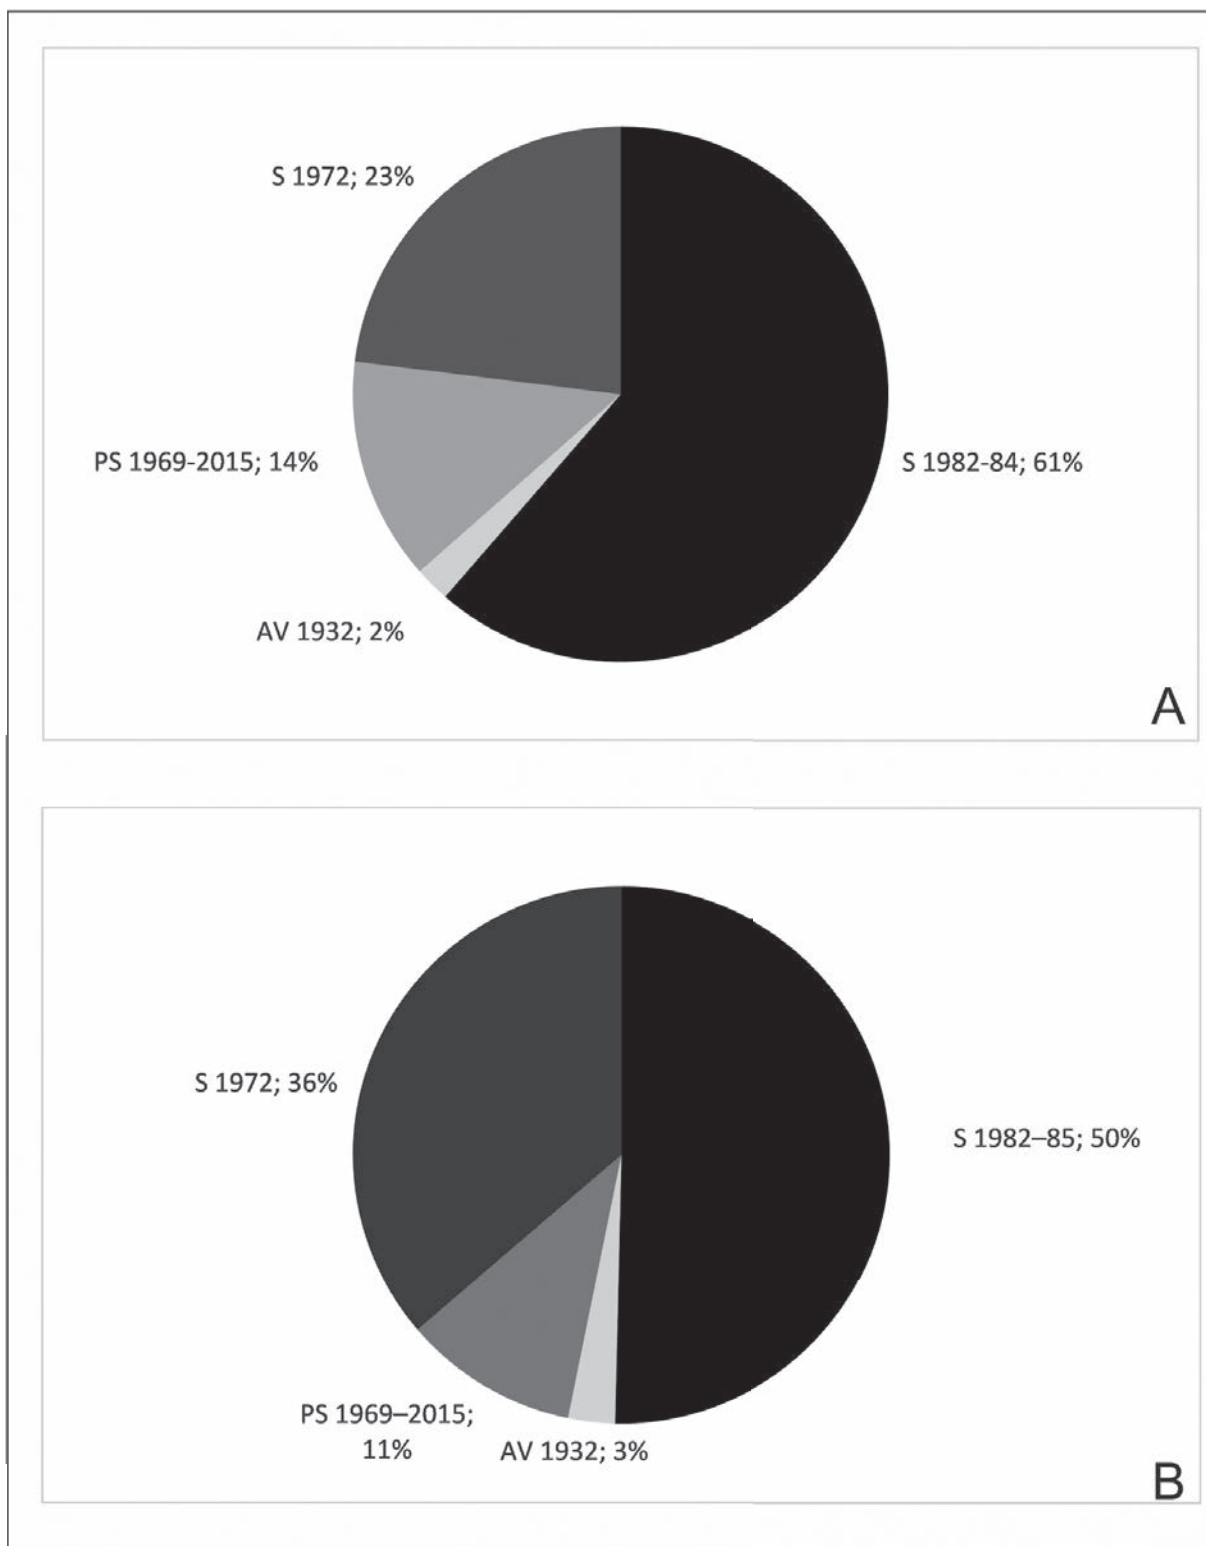 S 1972; 23%
PS 1969-2015; 14%
S 1982-84; 61%
AV 1932; 2%
A
S 1972; 36%
S 1982–85; 50%
PS 1969–2015;
11%
AV 1932; 3%
B